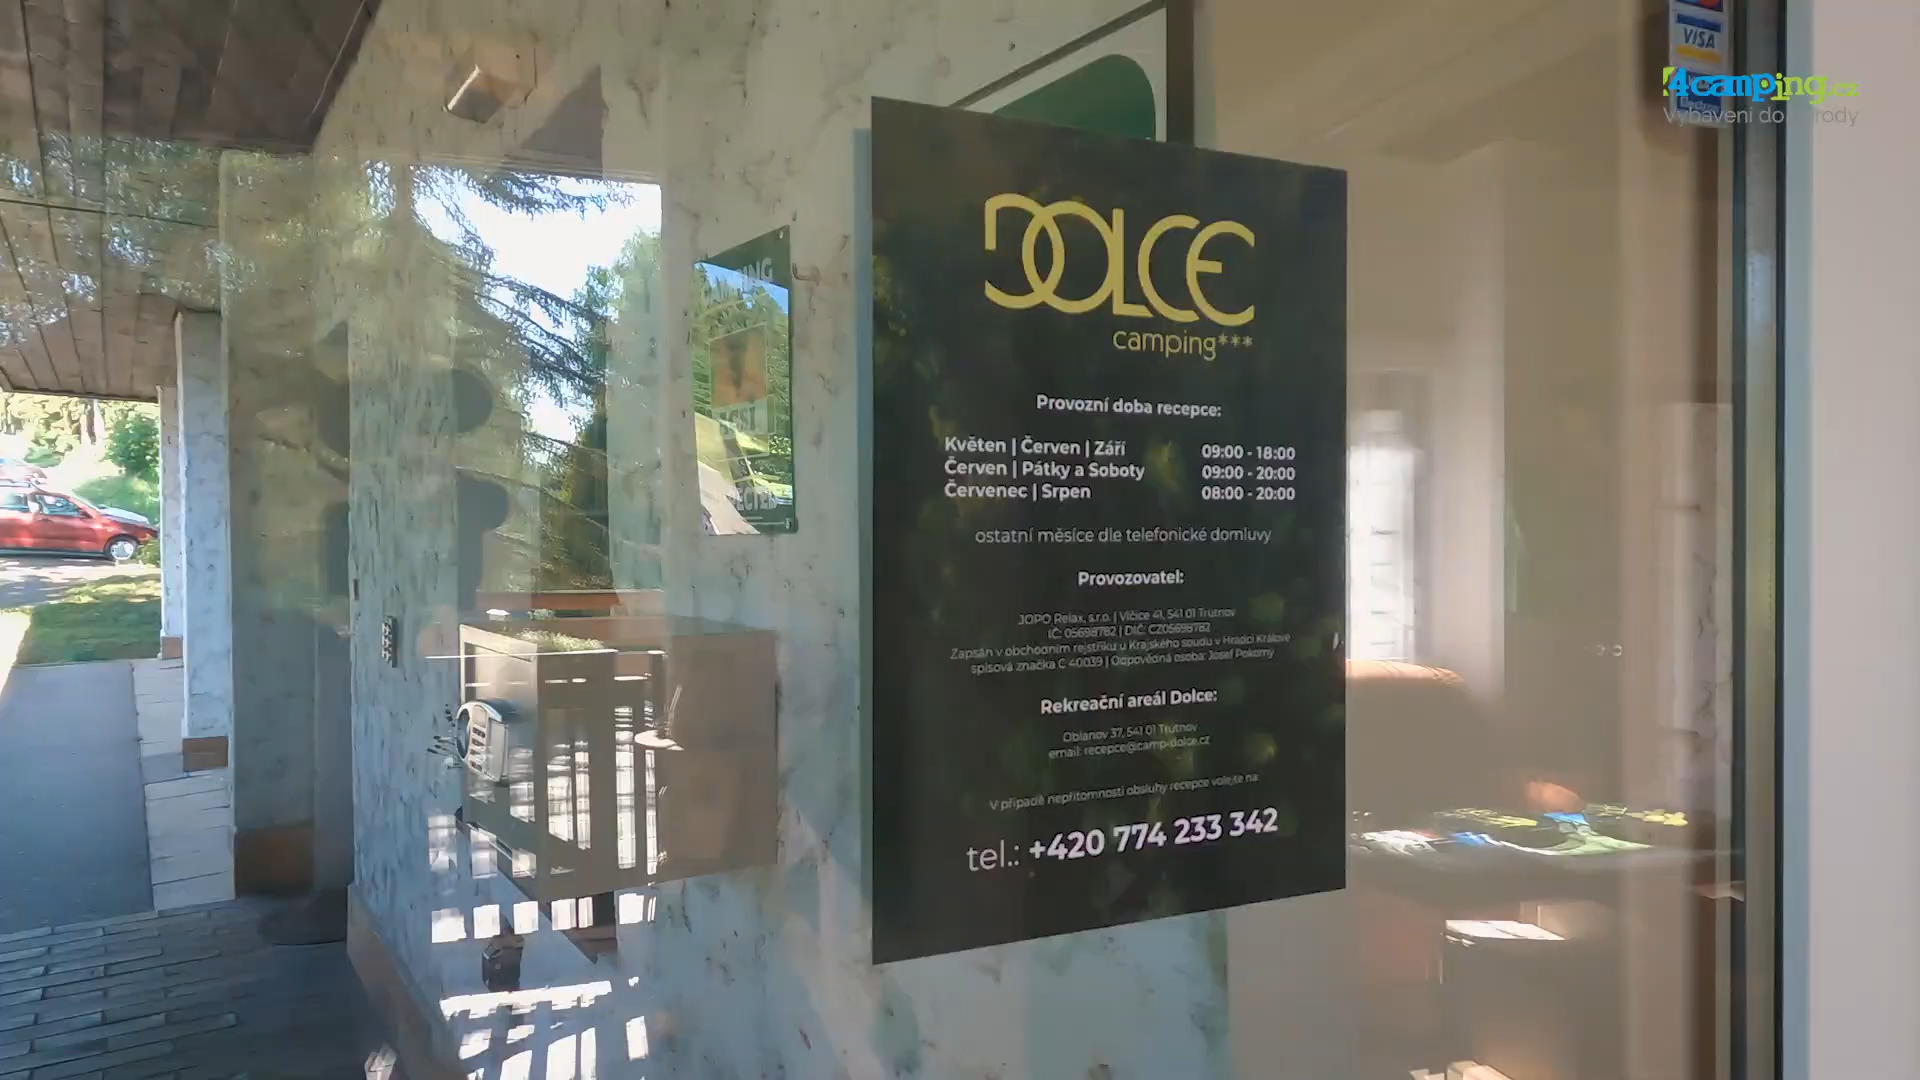 VISA
4camping.cz
Vybavení do přírody
DOLCE
camping***
Provozní doba recepce:
Květen | Červen | Září 09:00 - 18:00
Červen | Pátky a Soboty 09:00 - 20:00
Červenec | Srpen 08:00 - 20:00
ostatní měsíce dle telefonické domluvy
Provozovatel:
JOPO Relax, s.r.o. | Vlčice 41, 541 01 Trutnov
IČ: 05698782 | DIČ: CZ05698782
Zapsán v obchodním rejstříku u Krajského soudu v Hradci Králové
spisová značka C 40039 | Odpovědná osoba: Josef Pokorný
Rekreační areál Dolce:
Oblanov 37, 541 01 Trutnov
email: recepce@camp-dolce.cz
V případě nepřítomnosti obsluhy recepce volejte na:
tel.: +420 774 233 342